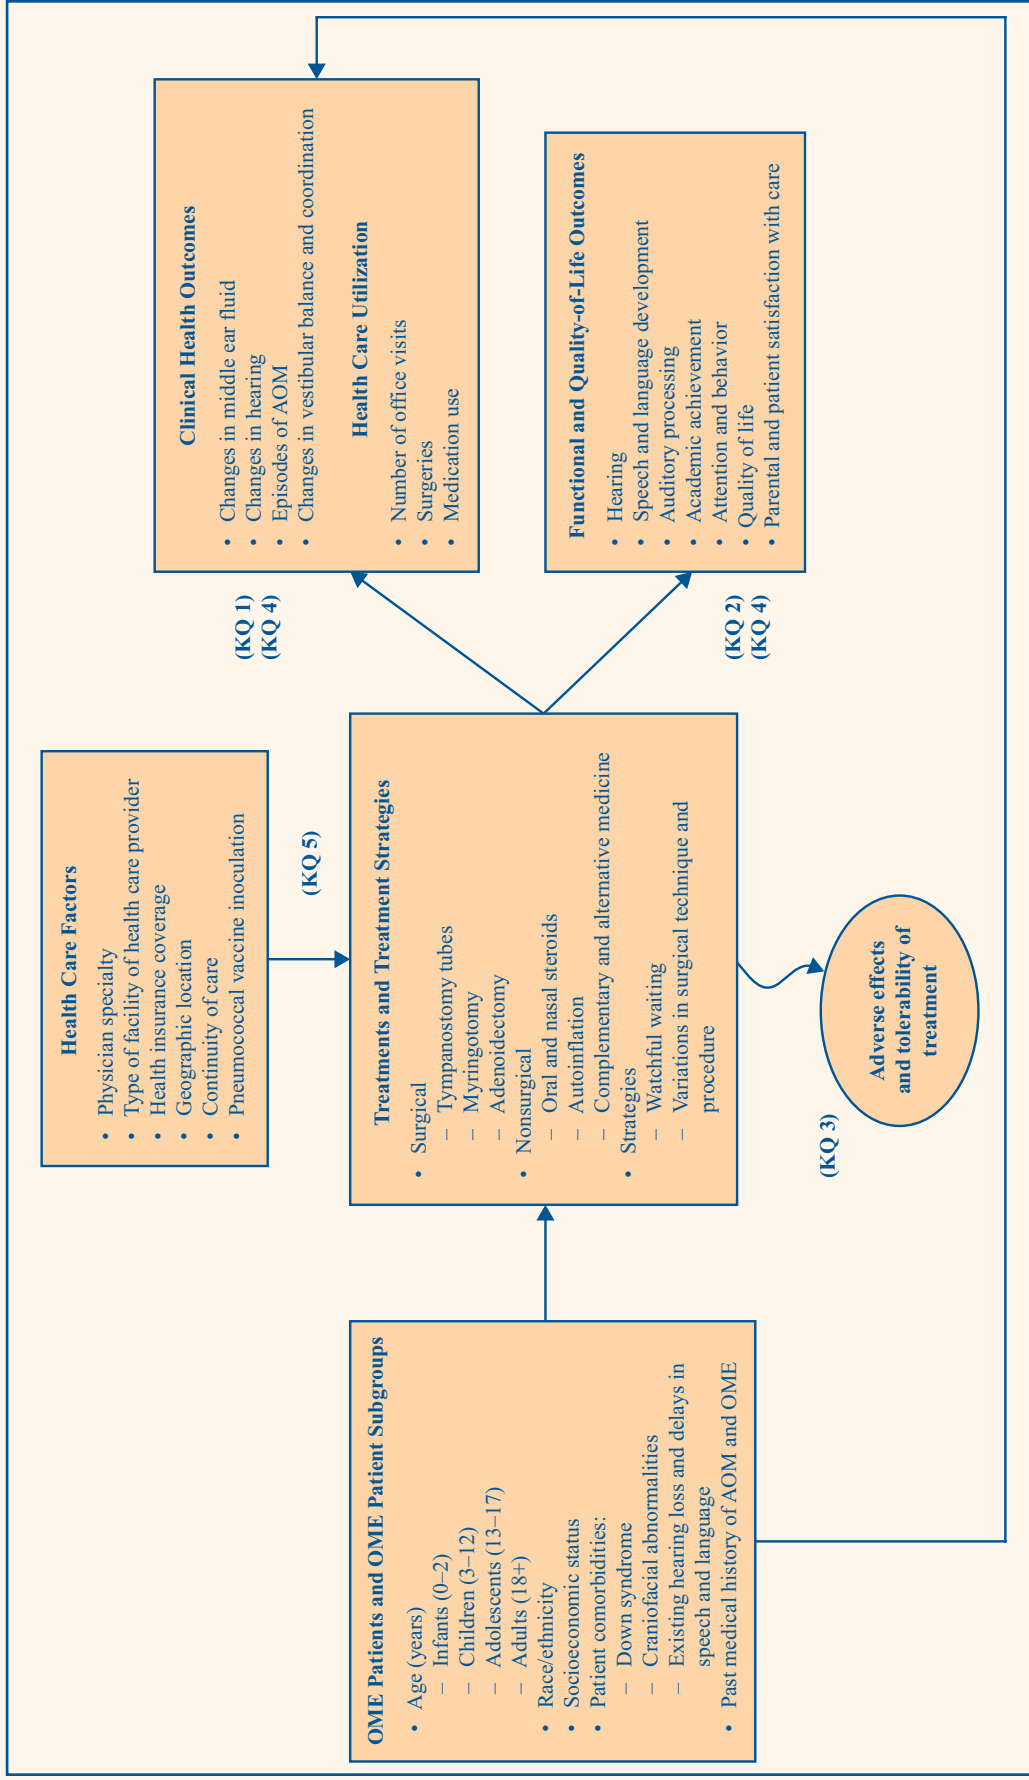 Health Care Factors
• Physician specialty
• Type of facility of health care provider
• Health insurance coverage
• Geographic location
• Continuity of care
• Pneumococcal vaccine inoculation
(KQ 5)
OME Patients and OME Patient Subgroups
• Age (years)
– Infants (0–2)
– Children (3–12)
– Adolescents (13–17)
– Adults (18+)
• Race/ethnicity
• Socioeconomic status
• Patient comorbidities:
– Down syndrome
– Craniofacial abnormalities
– Existing hearing loss and delays in
speech and language
• Past medical history of AOM and OME
Treatments and Treatment Strategies
• Surgical
– Tympanostomy tubes
– Myringotomy
– Adenoidectomy
• Nonsurgical
– Oral and nasal steroids
– Autoinflation
– Complementary and alternative medicine
• Strategies
– Watchful waiting
– Variations in surgical technique and
procedure
(KQ 3)
Adverse effects
and tolerability of
treatment
(KQ 1)
(KQ 4)
Clinical Health Outcomes
• Changes in middle ear fluid
• Changes in hearing
• Episodes of AOM
• Changes in vestibular balance and coordination
Health Care Utilization
• Number of office visits
• Surgeries
• Medication use
(KQ 2)
(KQ 4)
Functional and Quality-of-Life Outcomes
• Hearing
• Speech and language development
• Auditory processing
• Academic achievement
• Attention and behavior
• Quality of life
• Parental and patient satisfaction with care